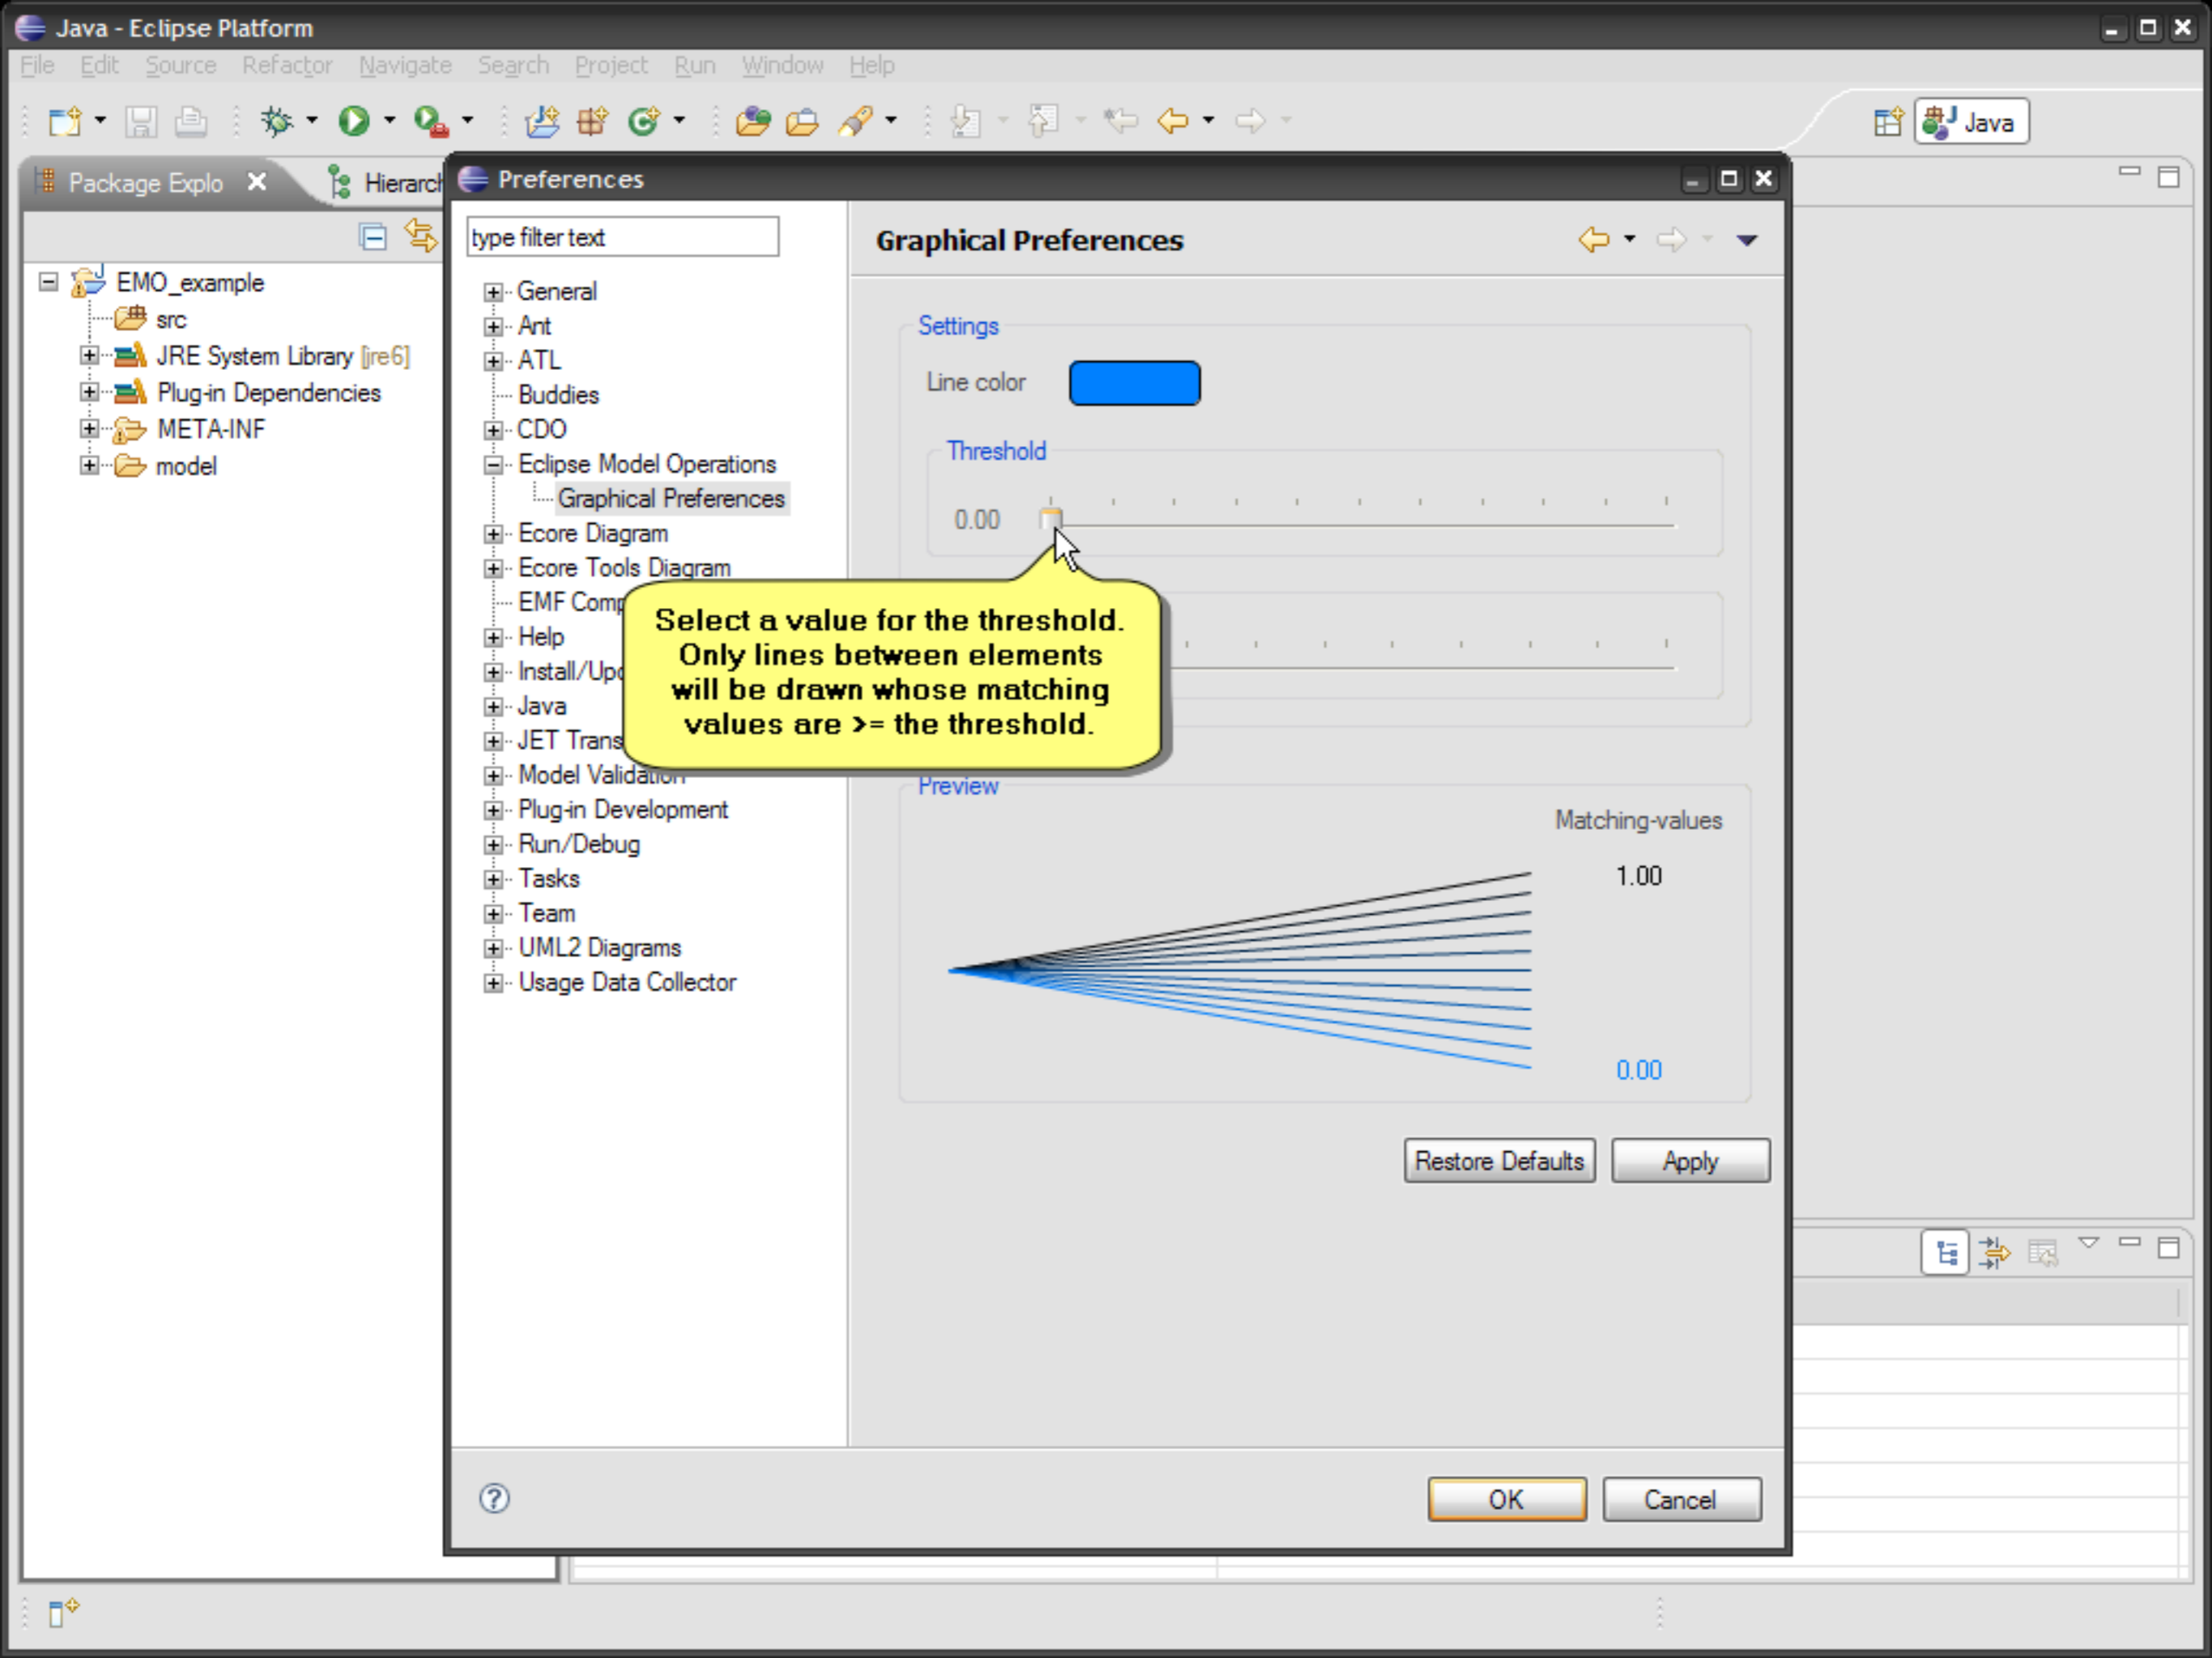 Java - Eclipse Platform
File Edit Source Refactor Navigate Search Project Run Window Help
Java
Package Explo
Hierarch
EMO_example
src
JRE System Library [jre6]
Plug-in Dependencies
META-INF
model
Preferences
type filter text
General
Ant
ATL
Buddies
CDO
Eclipse Model Operations
Graphical Preferences
Ecore Diagram
Ecore Tools Diagram
EMF Comp
Help
Install/Upd
Java
JET Trans
Model Validation
Plug-in Development
Run/Debug
Tasks
Team
UML2 Diagrams
Usage Data Collector
Graphical Preferences
Settings
Line color
Threshold
0.00
Select a value for the threshold.
Only lines between elements
will be drawn whose matching
values are >= the threshold.
Preview
Matching-values
1.00
0.00
Restore Defaults
Apply
OK
Cancel